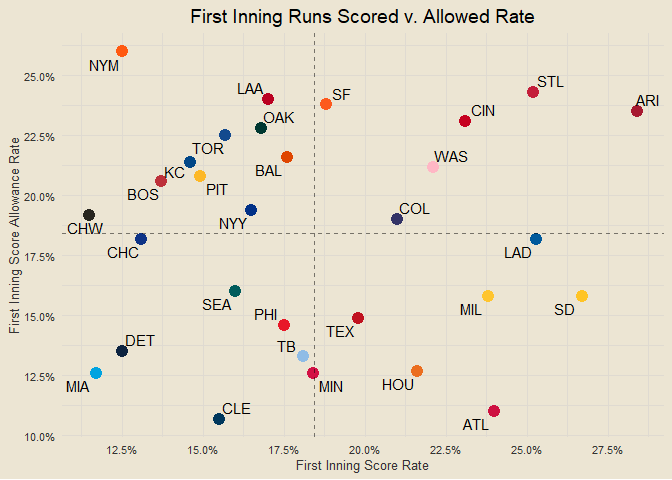 First Inning Runs Scored v. Allowed Rate
NYM
25.0%
LAA
SF
STL
ARI
OAK
CIN
22.5%
TOR
BAL
WAS
KC
BOS
PIT
20.0%
COL
NYY
CHW
CHC
LAD
17.5%
SEA
PHI
MIL
SD
15.0%
TEX
DET
TB
MIA
MIN
HOU
12.5%
CLE
ATL
10.0%
First Inning Score Allowance Rate
12.5%
15.0%
17.5%
20.0%
22.5%
25.0%
27.5%
First Inning Score Rate